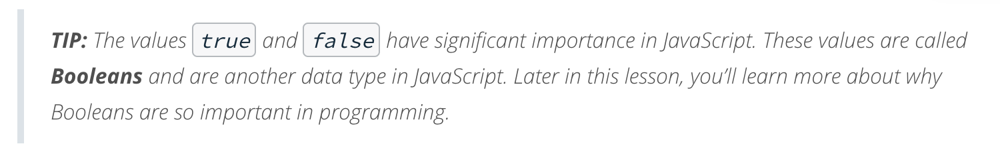 TIP: The values true and false have significant importance in JavaScript. These values are called
Booleans and are another data type in JavaScript. Later in this lesson, you’ll learn more about why
Booleans are so important in programming.